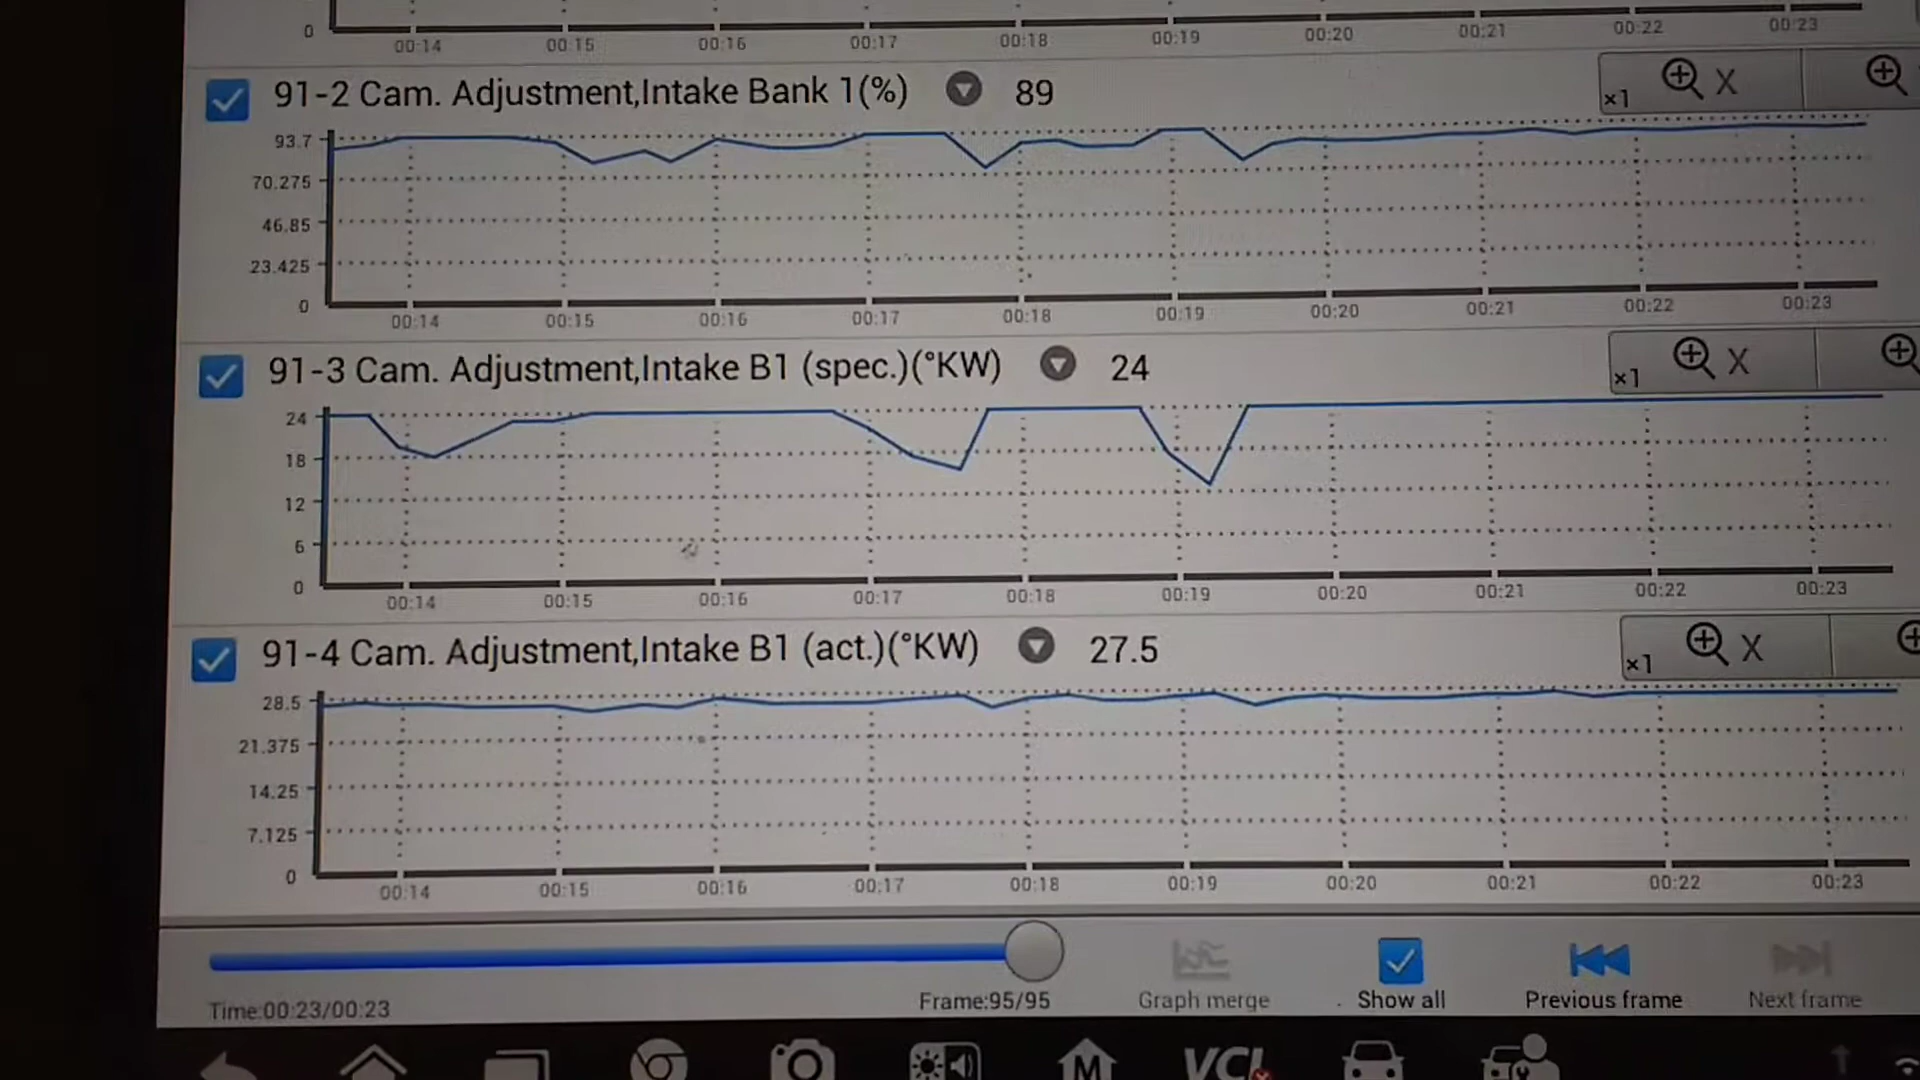 0
00:14 00:15 00:16 00:17 00:18 00:19 00:20 00:21 00:22 00:23
91-2 Cam. Adjustment,Intake Bank 1(%) 89
×1 X
93.7
70.275
46.85
23.425
0
00:14 00:15 00:16 00:17 00:18 00:19 00:20 00:21 00:22 00:23
91-3 Cam. Adjustment,Intake B1 (spec.)(°KW) 24
×1 X
24
18
12
6
0
00:14 00:15 00:16 00:17 00:18 00:19 00:20 00:21 00:22 00:23
91-4 Cam. Adjustment,Intake B1 (act.)(°KW) 27.5
×1 X
28.5
21.375
14.25
7.125
0
00:14 00:15 00:16 00:17 00:18 00:19 00:20 00:21 00:22 00:23
Time:00:23/00:23 Frame:95/95 Graph merge Show all Previous frame Next frame
M VCI